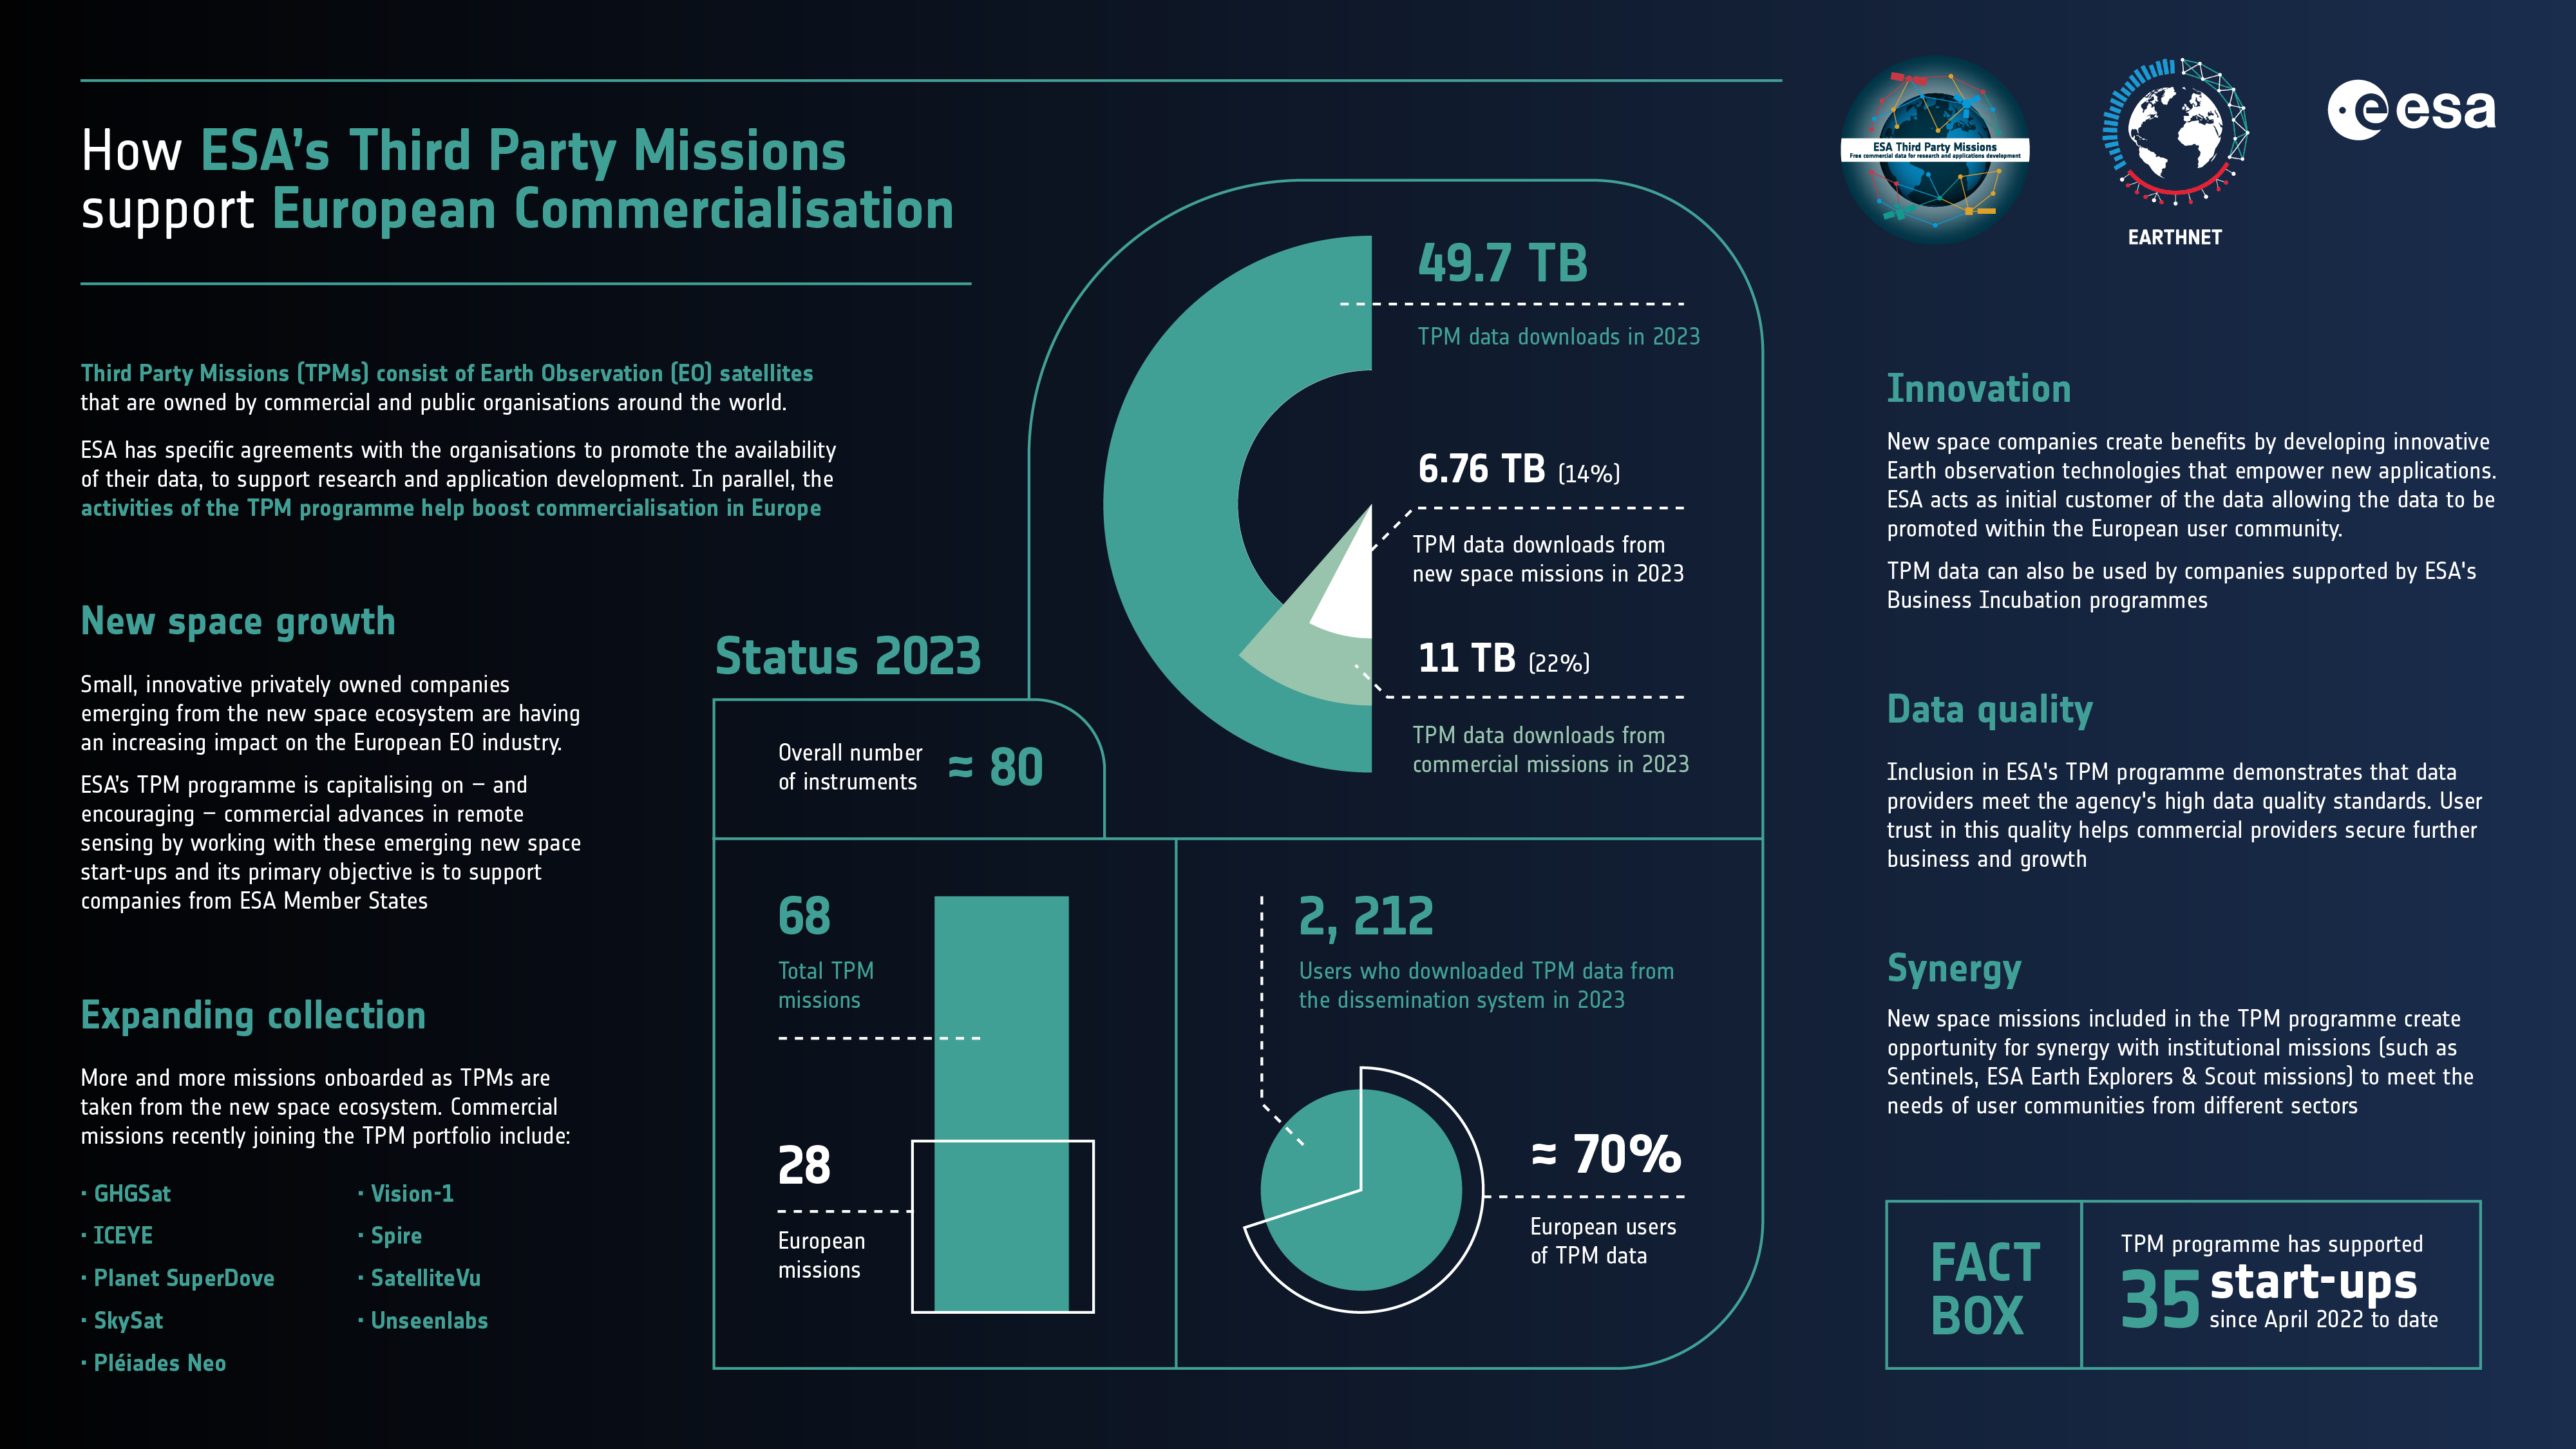 How ESA’s Third Party Missions
support European Commercialisation
Third Party Missions (TPMs) consist of Earth Observation (EO) satellites
that are owned by commercial and public organisations around the world.
ESA has specific agreements with the organisations to promote the availability
of their data, to support research and application development. In parallel, the
activities of the TPM programme help boost commercialisation in Europe
New space growth
Small, innovative privately owned companies
emerging from the new space ecosystem are having
an increasing impact on the European EO industry.
ESA’s TPM programme is capitalising on – and
encouraging – commercial advances in remote
sensing by working with these emerging new space
start-ups and its primary objective is to support
companies from ESA Member States
Expanding collection
More and more missions onboarded as TPMs are
taken from the new space ecosystem. Commercial
missions recently joining the TPM portfolio include:
· GHGSat
· ICEYE
· Planet SuperDove
· SkySat
· Pléiades Neo
· Vision-1
· Spire
· SatelliteVu
· Unseenlabs
Status 2023
Overall number
of instruments
≈ 80
49.7 TB
TPM data downloads in 2023
6.76 TB (14%)
TPM data downloads from
new space missions in 2023
11 TB (22%)
TPM data downloads from
commercial missions in 2023
68
Total TPM
missions
28
European
missions
2, 212
Users who downloaded TPM data from
the dissemination system in 2023
≈ 70%
European users
of TPM data
ESA Third Party Missions
Free commercial data for research and applications development
EARTHNET
esa
Innovation
New space companies create benefits by developing innovative
Earth observation technologies that empower new applications.
ESA acts as initial customer of the data allowing the data to be
promoted within the European user community.
TPM data can also be used by companies supported by ESA's
Business Incubation programmes
Data quality
Inclusion in ESA's TPM programme demonstrates that data
providers meet the agency's high data quality standards. User
trust in this quality helps commercial providers secure further
business and growth
Synergy
New space missions included in the TPM programme create
opportunity for synergy with institutional missions (such as
Sentinels, ESA Earth Explorers & Scout missions) to meet the
needs of user communities from different sectors
FACT
BOX
TPM programme has supported
35 start-ups
since April 2022 to date